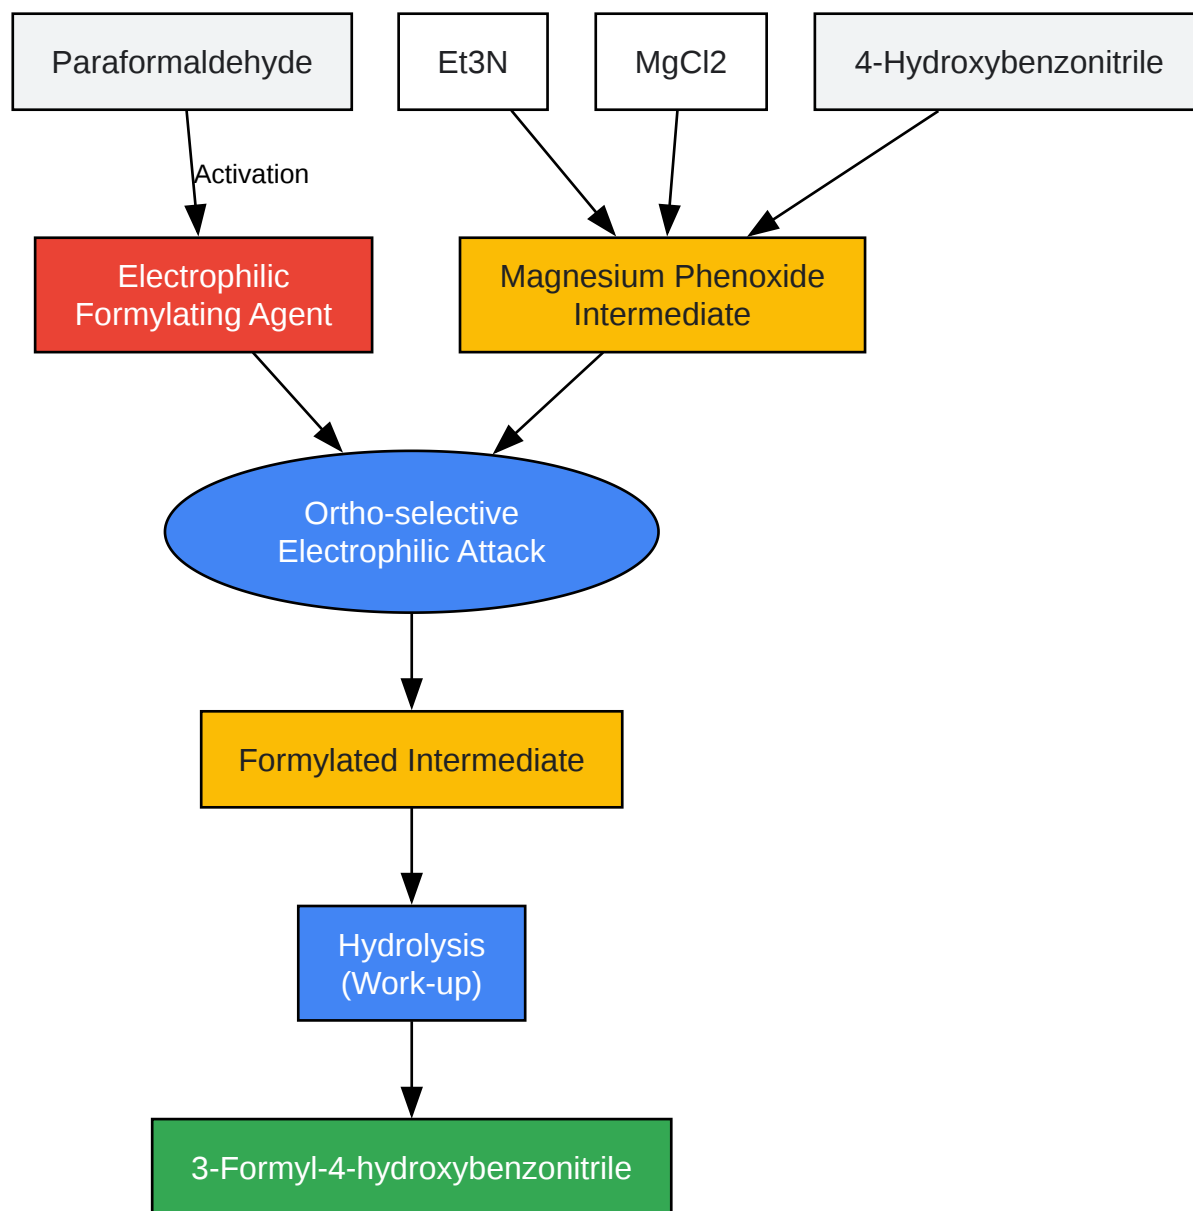 Paraformaldehyde
Et3N
MgCl2
4-Hydroxybenzonitrile
Activation
Electrophilic
Formylating Agent
Magnesium Phenoxide
Intermediate
Ortho-selective
Electrophilic Attack
Formylated Intermediate
Hydrolysis
(Work-up)
3-Formyl-4-hydroxybenzonitrile